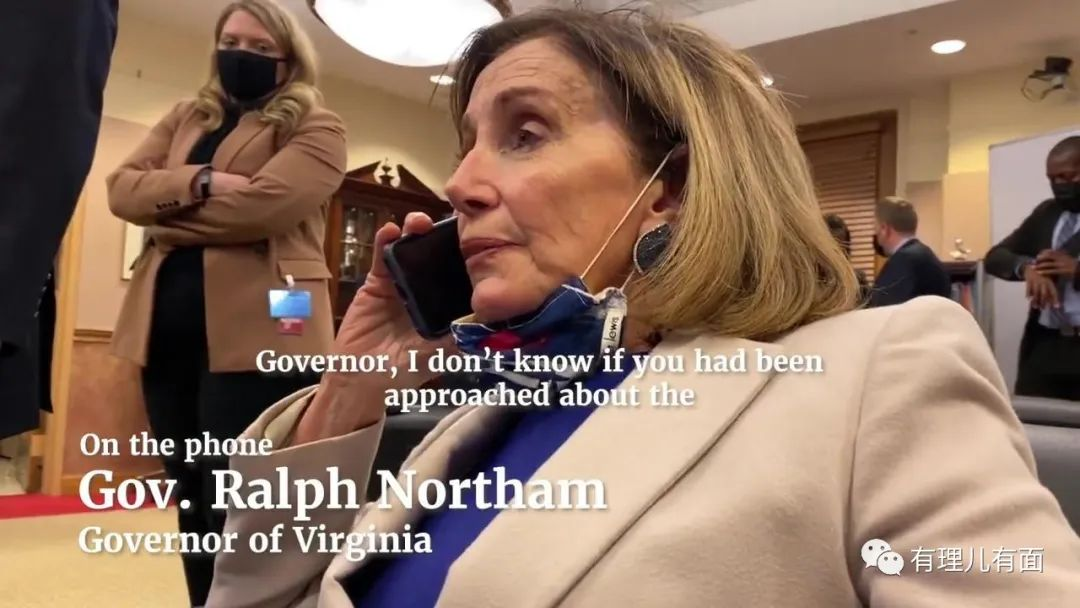 lewis
Governor, I don’t know if you had been
approached about the
On the phone
Gov. Ralph Northam
Governor of Virginia
有理儿有面